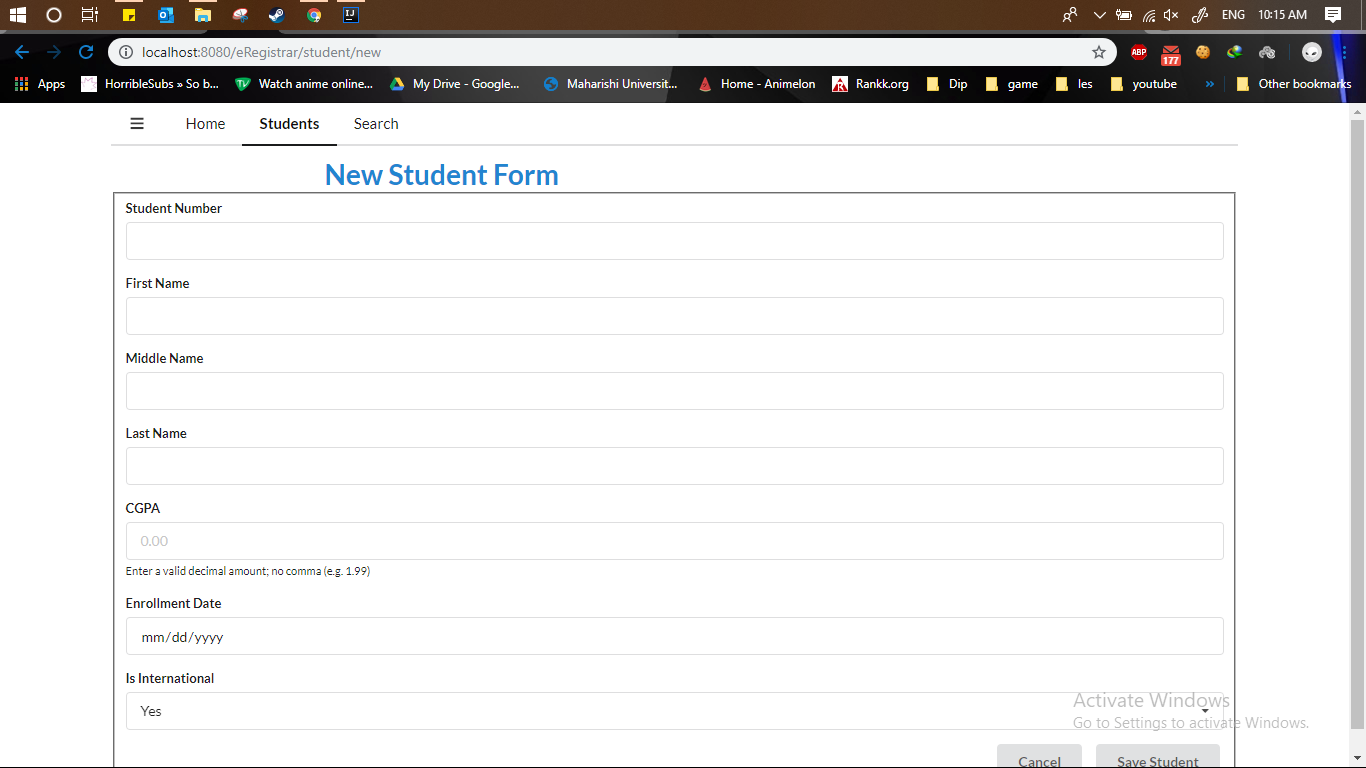 ENG 10:15 AM
localhost:8080/eRegistrar/student/new
ABP
177
Apps HorribleSubs » So b... Watch anime online... My Drive - Google... Maharishi Universit... Home - Animelon Rankk.org Dip game les youtube » Other bookmarks
Home Students Search
New Student Form
Student Number
First Name
Middle Name
Last Name
CGPA
0.00
Enter a valid decimal amount; no comma (e.g. 1.99)
Enrollment Date
mm/dd/yyyy
Is International
Yes
Activate Windows
Go to Settings to activate Windows.
Cancel Save Student